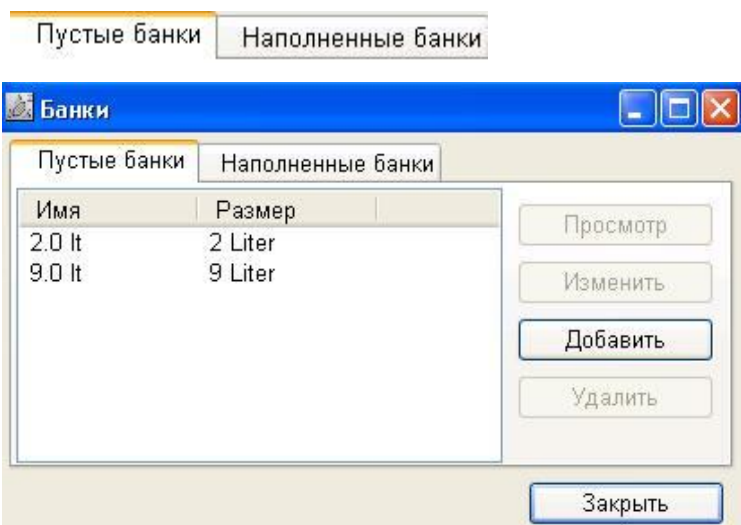 Пустые банки Наполненные банки
Банки
Пустые банки Наполненные банки
Имя Размер
2.0 lt 2 Liter
9.0 lt 9 Liter
Просмотр
Изменить
Добавить
Удалить
Закрыть